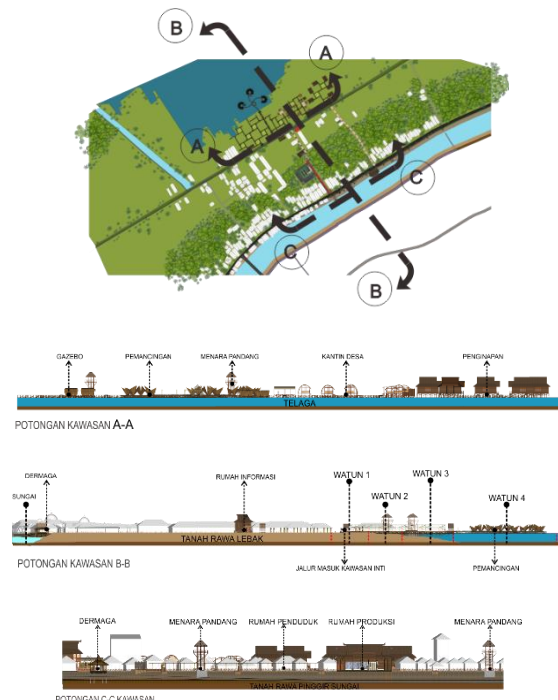 B
A
A
C
C
B
GAZEBO PEMANCINGAN MENARA PANDANG KANTIN DESA PENGINAPAN
TELAGA
POTONGAN KAWASAN A-A
WATUN 1 WATUN 3
DERMAGA RUMAH INFORMASI
SUNGAI WATUN 2 WATUN 4
TANAH RAWA LEBAK
POTONGAN KAWASAN B-B
JALUR MASUK KAWASAN INTI PEMANCINGAN
DERMAGA MENARA PANDANG RUMAH PENDUDUK RUMAH PRODUKSI MENARA PANDANG
TANAH RAWA PINGGIR SUNGAI
POTONGAN C-C KAWASAN